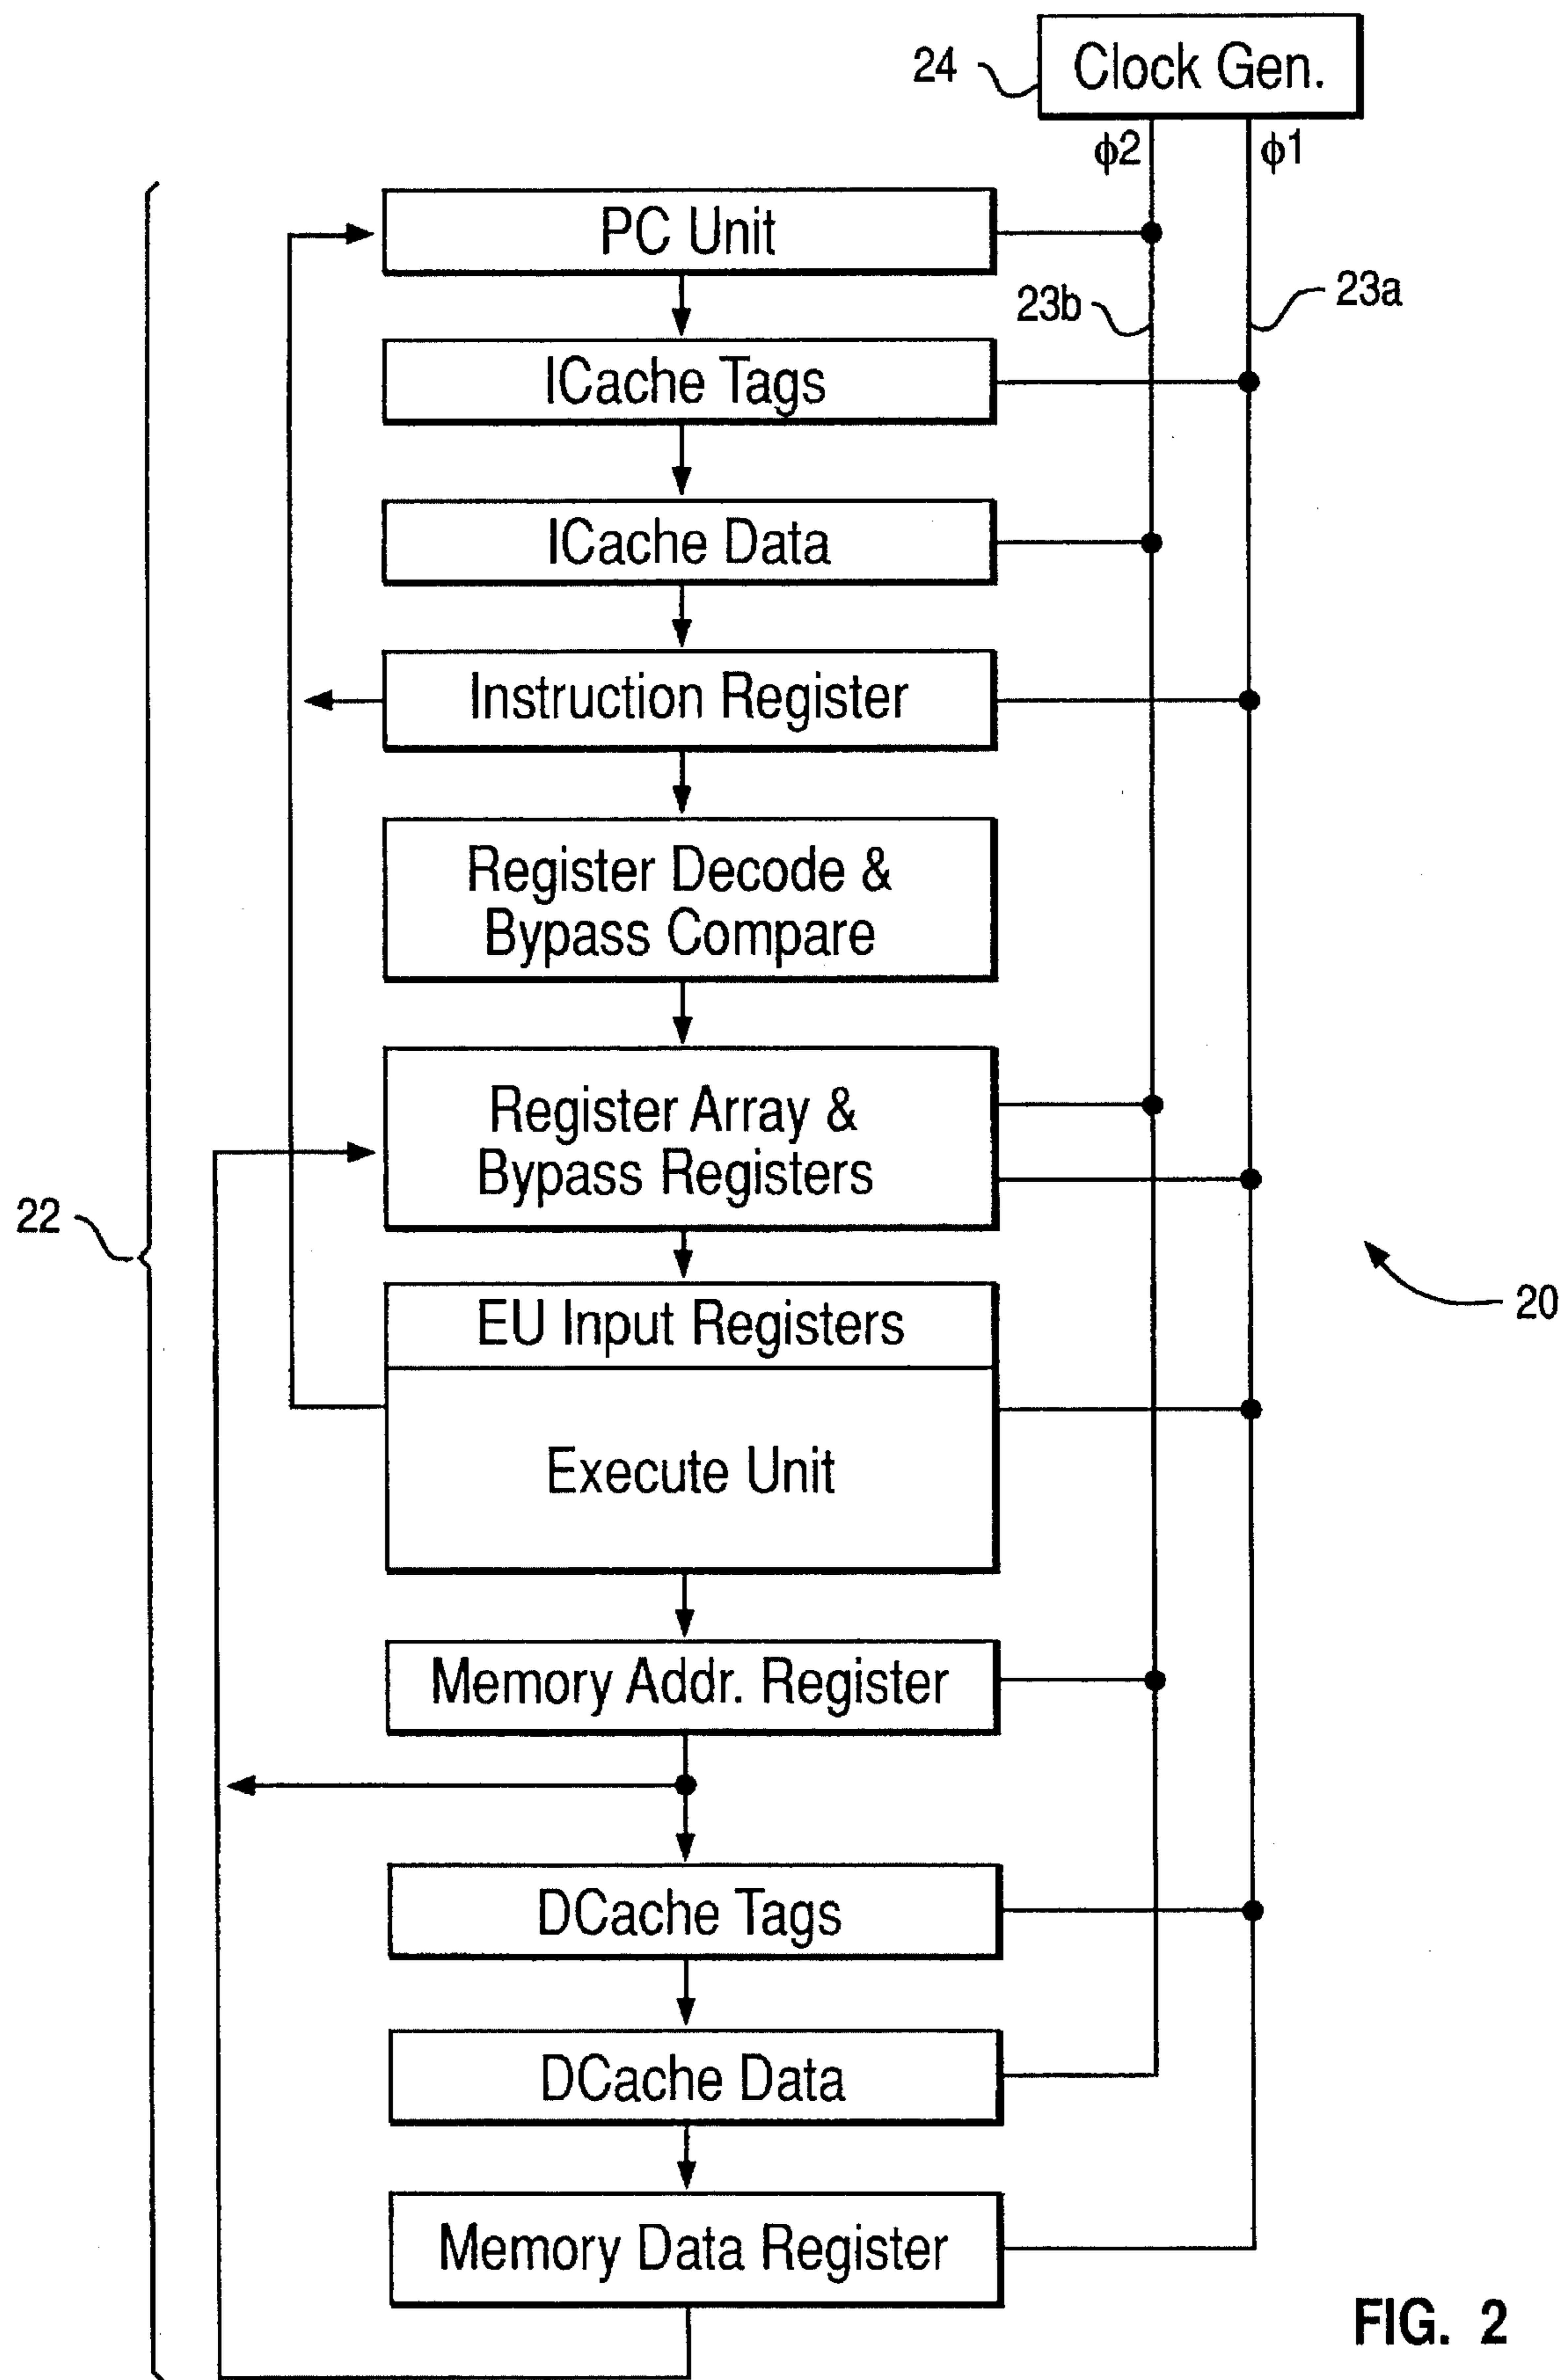 24
Clock Gen.
ϕ2
ϕ1
PC Unit
23b
23a
ICache Tags
ICache Data
Instruction Register
Register Decode &
Bypass Compare
Register Array &
Bypass Registers
22
EU Input Registers
20
Execute Unit
Memory Addr. Register
DCache Tags
DCache Data
Memory Data Register
FIG. 2